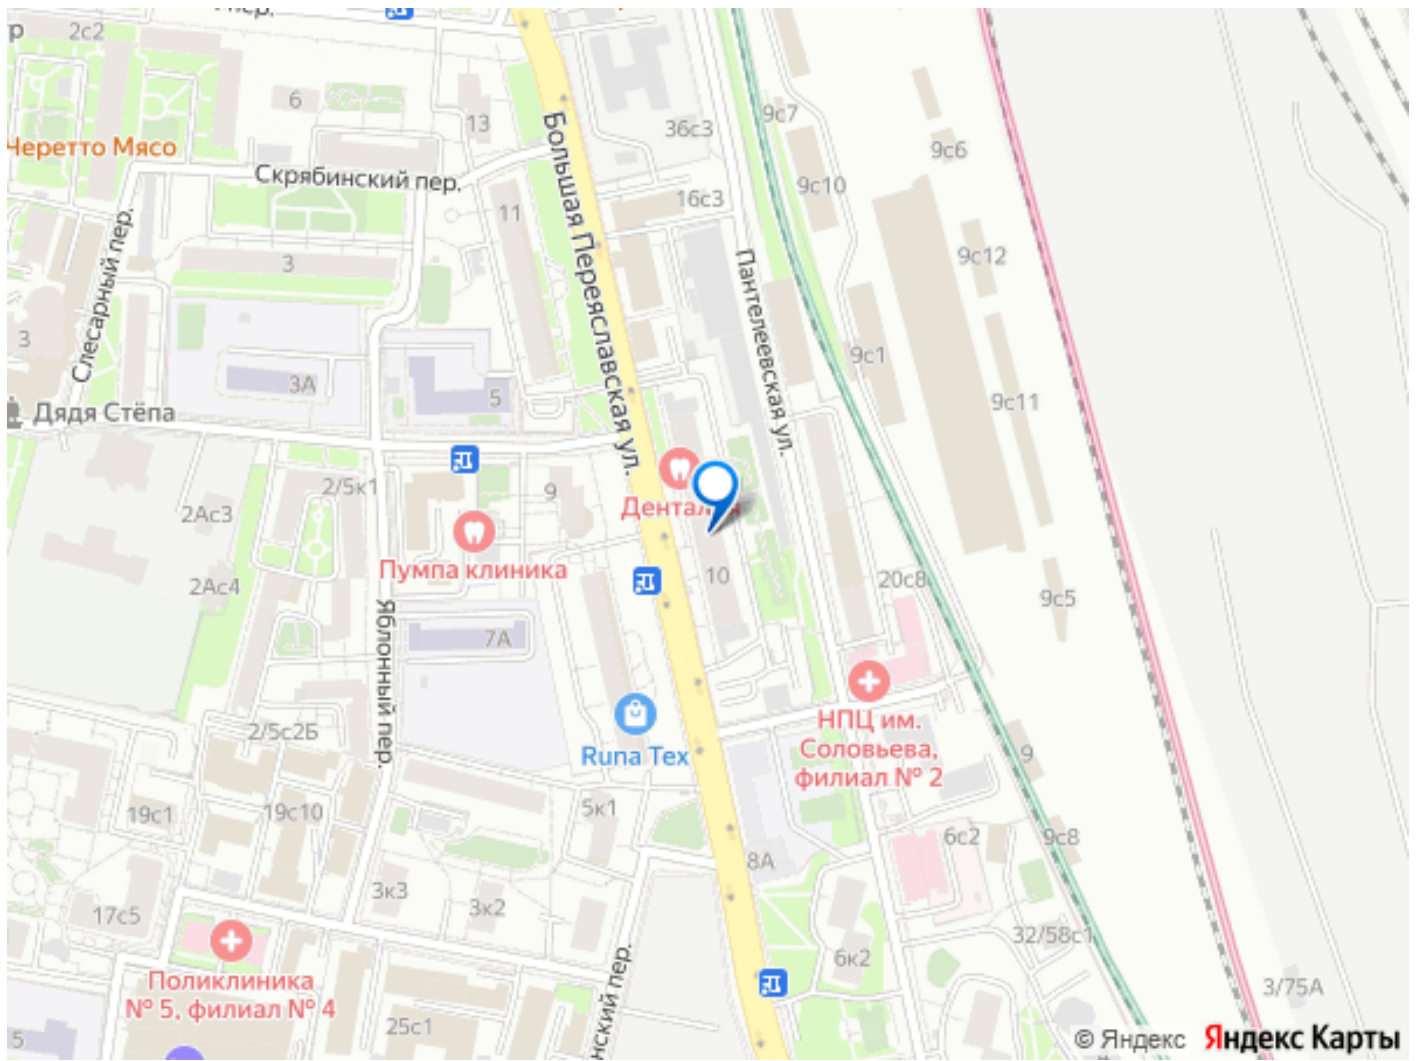 пер.
2с2
6
13
36с3
9с7
9с6
Черетто Мясо
Скрябинский пер.
Большая Переяславская ул.
9с10
16с3
11
Слесарный пер.
3
Пантелеевская ул.
9с12
3
9с1
3А
5
9с11
Дядя Стёпа
2/5к1
9
2Ас3
Пумпа клиника
10
20с8
2Ас4
9с5
7А
Яблонный пер.
2/5с2Б
Runa Tex
НПЦ им.
Соловьева,
филиал № 2
9
19с1
19с10
5к1
8А
6с2
9с8
3к3
3к2
17с5
32/58с1
6к2
Поликлиника
№ 5, филиал № 4
3/75А
25с1
5
© Яндекс Яндекс Карты